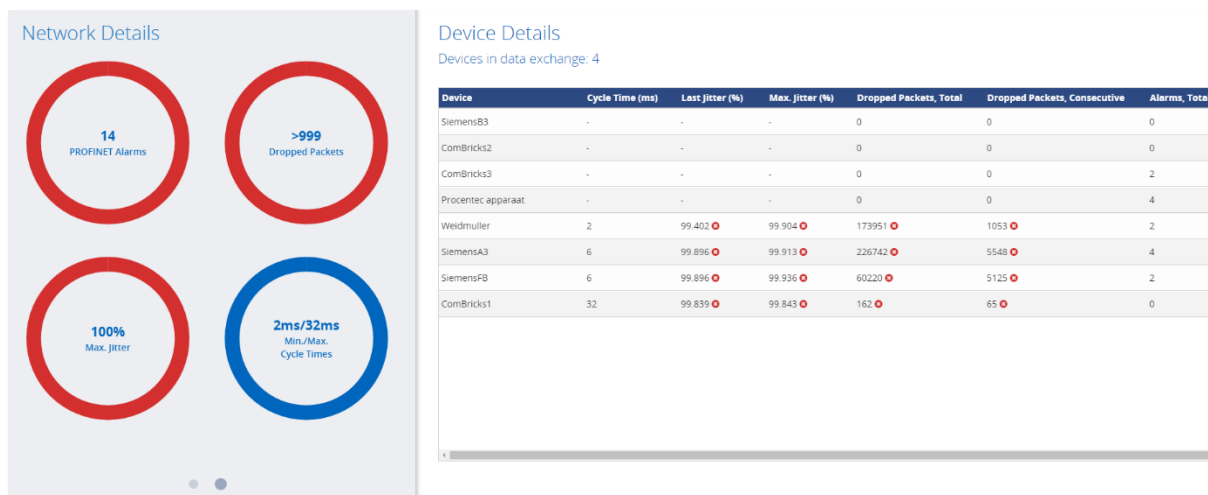 Network Details
14
PROFINET Alarms
>999
Dropped Packets
100%
Max. Jitter
2ms/32ms
Min./Max.
Cycle Times
Device Details
Devices in data exchange: 4
Device Cycle Time (ms) Last Jitter (%) Max. Jitter (%) Dropped Packets, Total Dropped Packets, Consecutive Alarms, Tota
SiemensB3 - - - 0 0 0
ComBricks2 - - - 0 0 0
ComBricks3 - - - 0 0 2
Procentec apparaat - - - 0 0 4
Weidmuller 2 99.402 99.904 173951 1053 2
SiemensA3 6 99.896 99.913 226742 5548 4
SiemensFB 6 99.896 99.936 60220 5125 2
ComBricks1 32 99.839 99.843 162 65 0